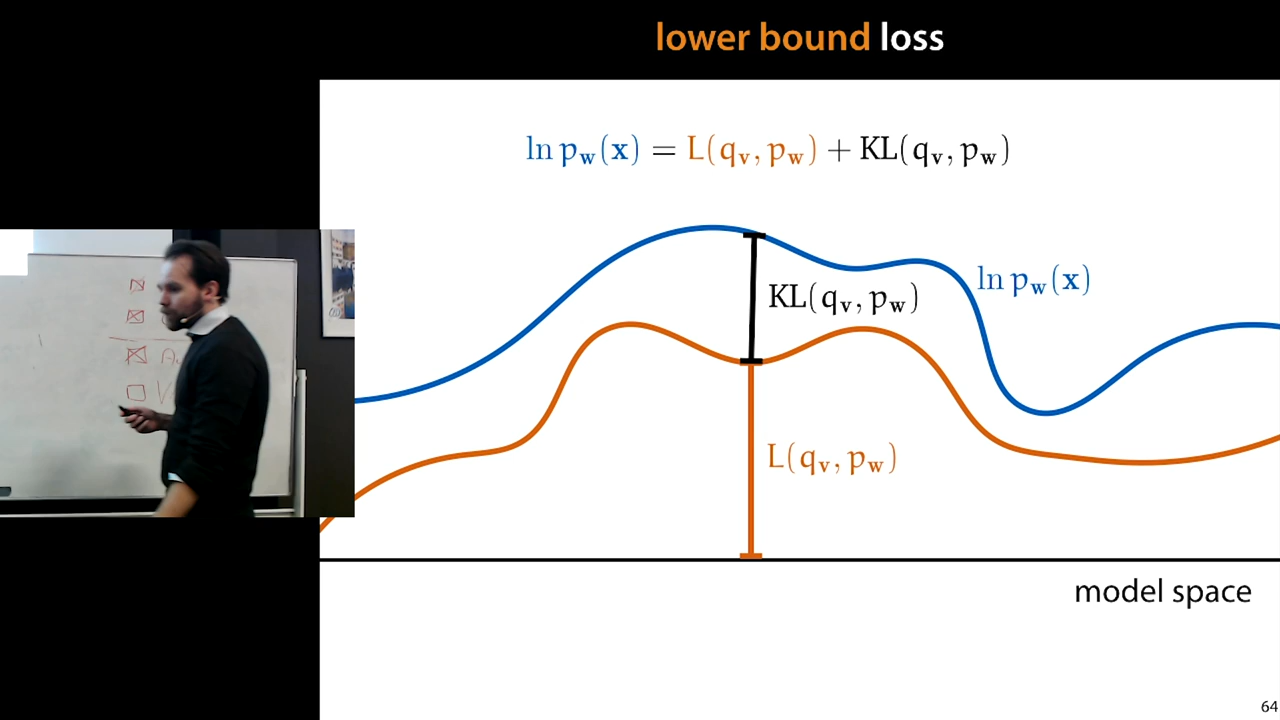 lower bound loss
ln p_w(x) = L(q_v, p_w) + KL(q_v, p_w)
ln p_w(x)
KL(q_v, p_w)
L(q_v, p_w)
model space
64